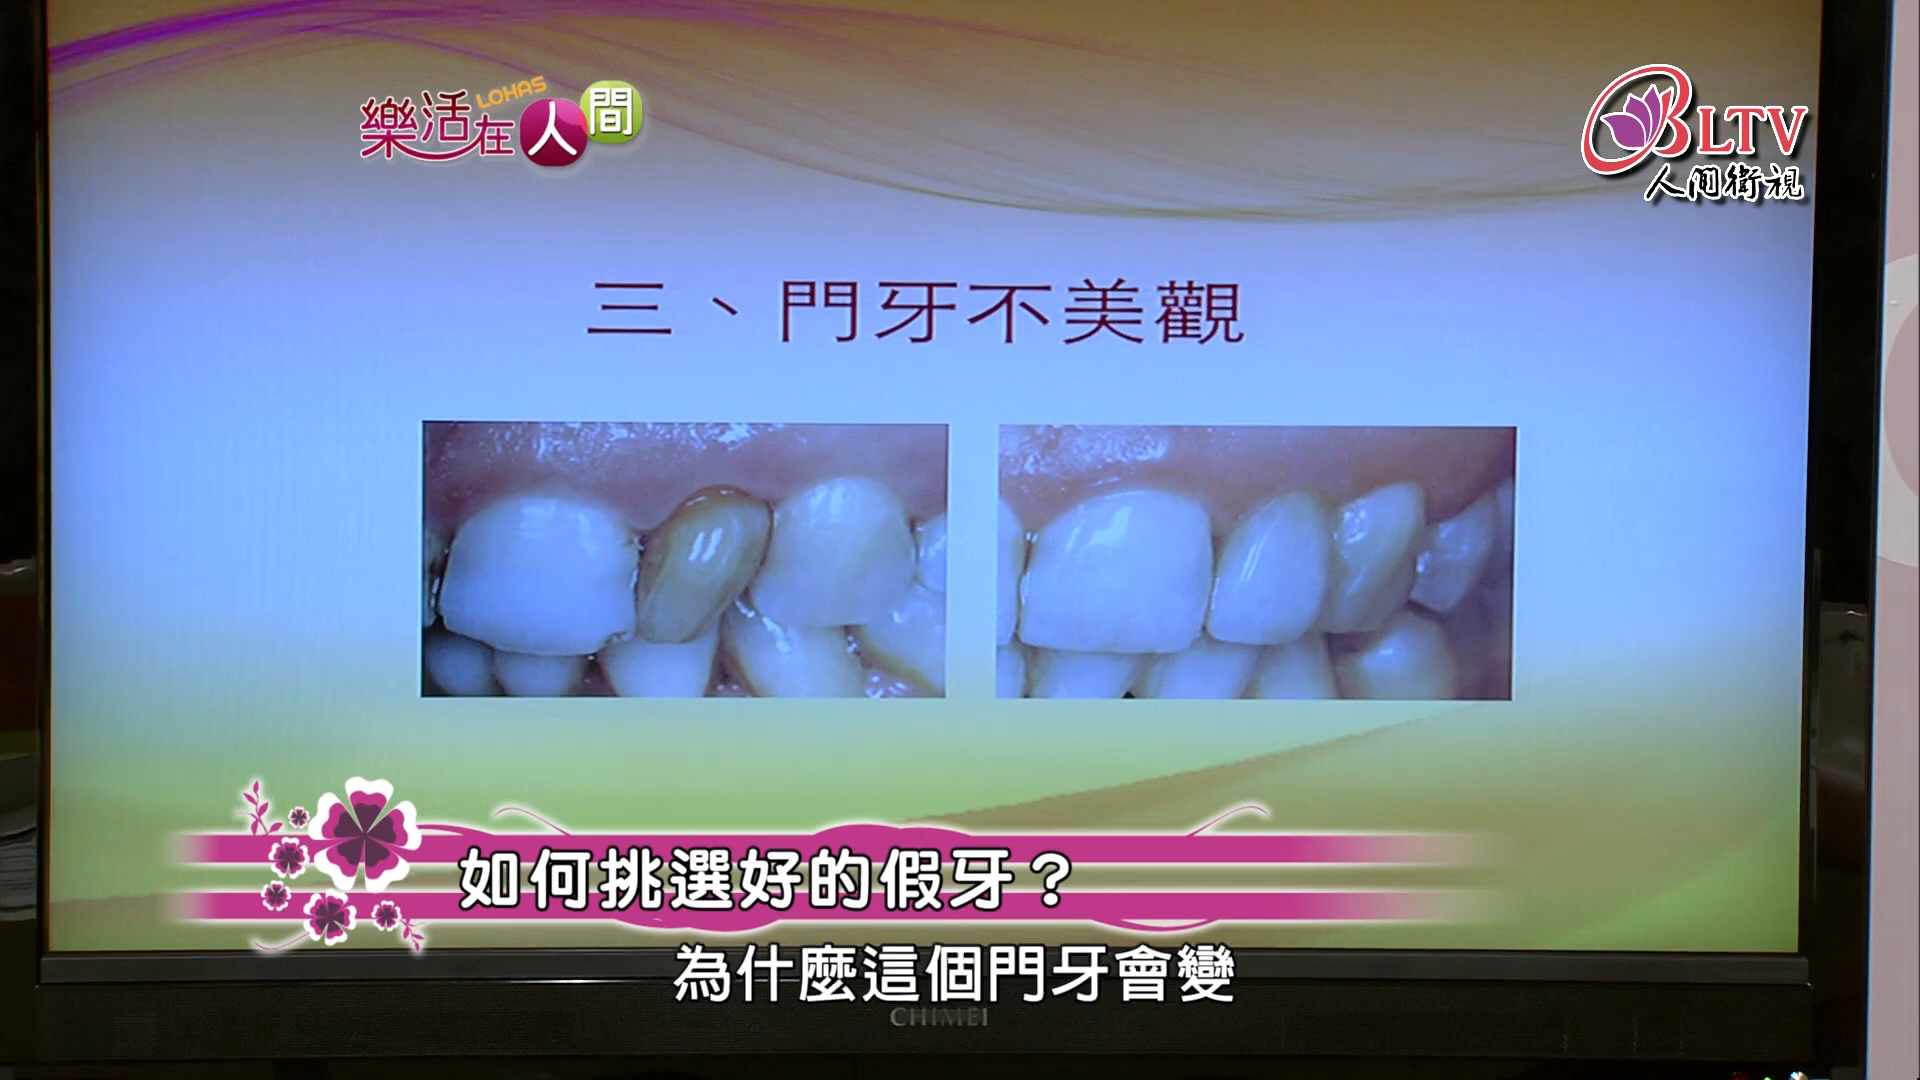 樂活在人間
LOHAS
BLTV
人間衛視
三、門牙不美觀
如何挑選好的假牙？
為什麼這個門牙會變
CHIMEI